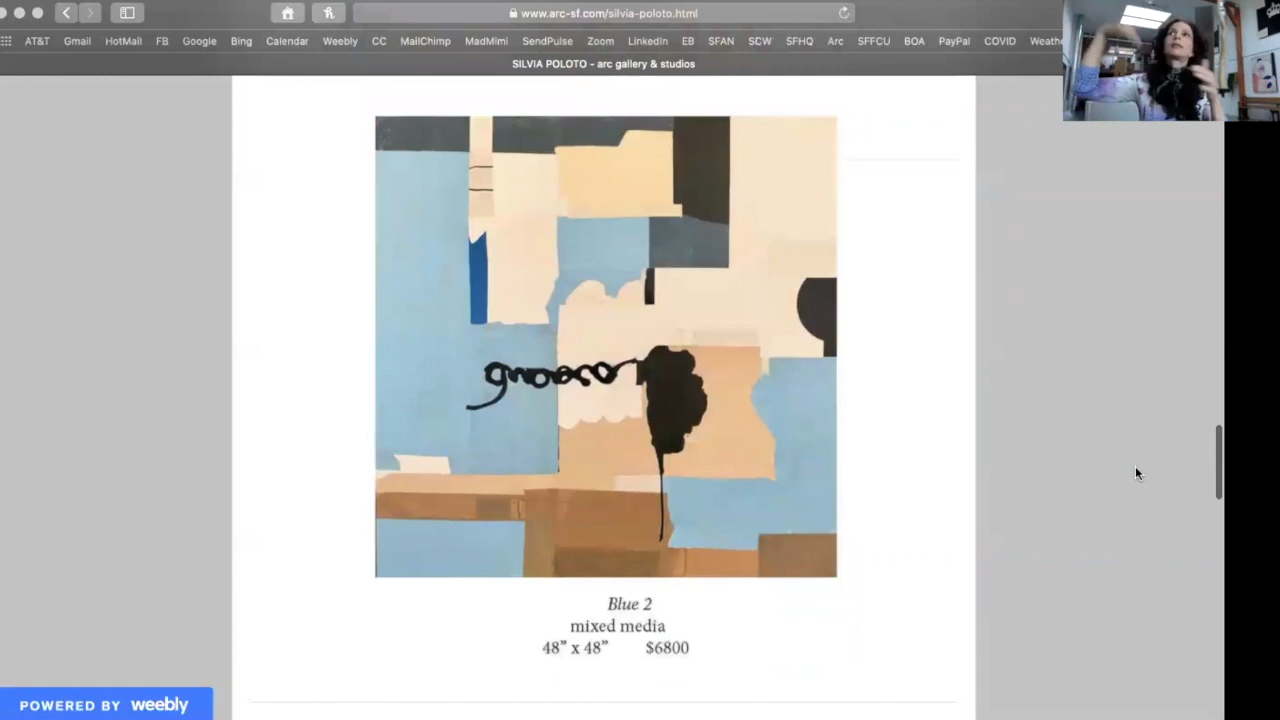 www.arc-sf.com/silvia-poloto.html
AT&T Gmail HotMail FB Google Bing Calendar Weebly CC MailChimp MadMimi SendPulse Zoom LinkedIn EB SFAN SCW SFHQ Arc SFFCU BOA PayPal COVID Weathe
SILVIA POLOTO - arc gallery & studios
Blue 2
mixed media
48” x 48” $6800
POWERED BY weebly